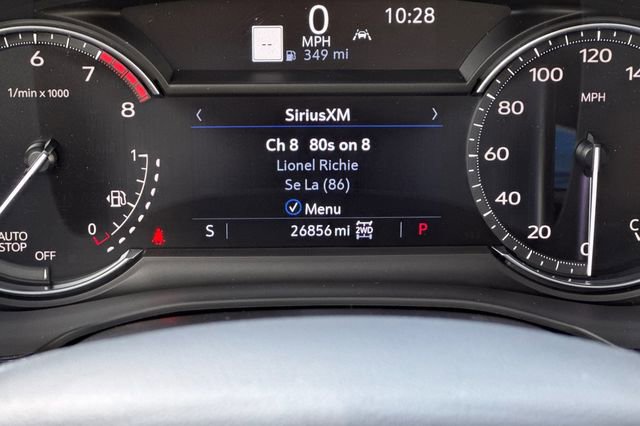 0
10:28
--
MPH
349 mi
6
7
8
1/min x 1000
1
0
AUTO
STOP
OFF
SiriusXM
Ch 8 80s on 8
Lionel Richie
Se La (86)
Menu
S
26856 mi
2WD
P
120
100
MPH
80
60
40
20
0